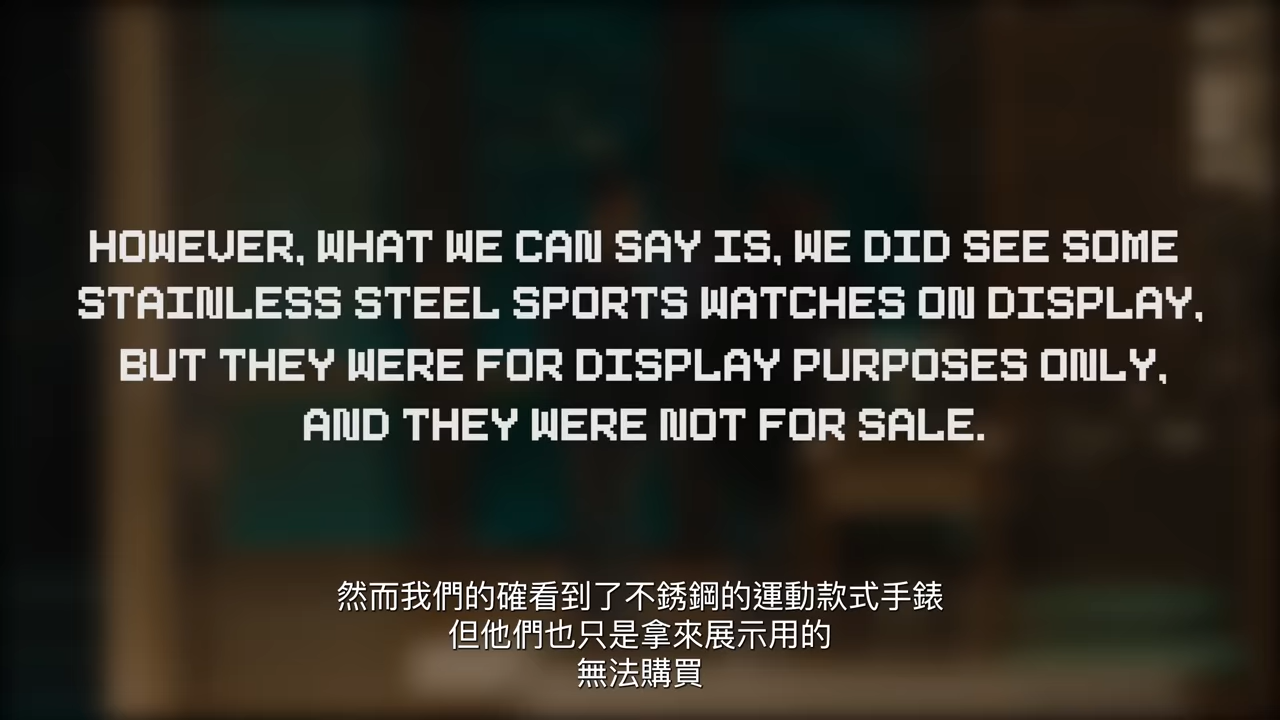 HOWEVER, WHAT WE CAN SAY IS, WE DID SEE SOME
STAINLESS STEEL SPORTS WATCHES ON DISPLAY,
BUT THEY WERE FOR DISPLAY PURPOSES ONLY,
AND THEY WERE NOT FOR SALE.
然而我們的確看到了不銹鋼的運動款式手錶
但他們也只是拿來展示用的
無法購買